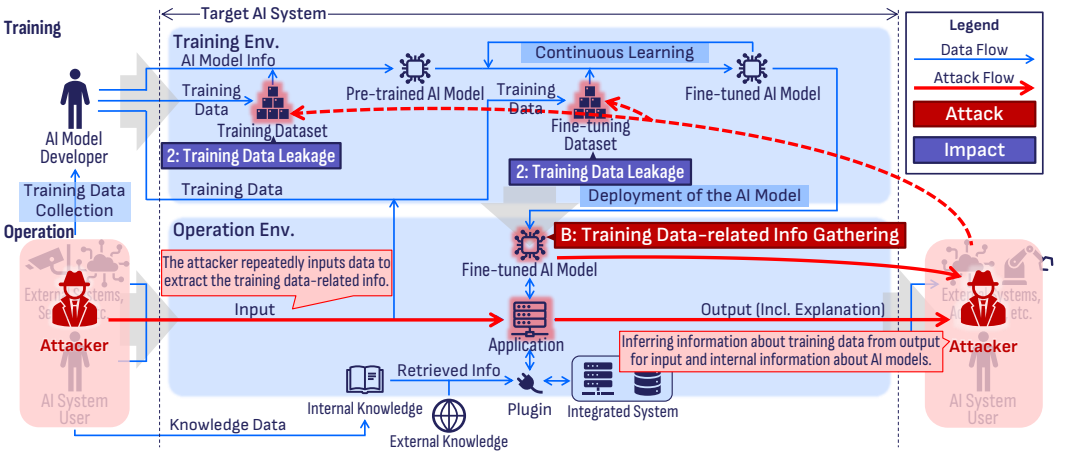 Target AI System
Training
Training Env.
AI Model Info
Continuous Learning
Legend
Data Flow
Attack Flow
Attack
Impact
Training
Data
Pre-trained AI Model
Training
Data
Fine-tuned AI Model
Training Dataset
Fine-tuning
Dataset
AI Model
Developer
2: Training Data Leakage
2: Training Data Leakage
Training Data
Collection
Training Data
Deployment of the AI Model
Operation
Operation Env.
B: Training Data-related Info Gathering
The attacker repeatedly inputs data to
extract the training data-related info.
Fine-tuned AI Model
Input
Output (Incl. Explanation)
Attacker
Application
Inferring information about training data from output
for input and internal information about AI models.
Attacker
AI System
User
Retrieved Info
Internal Knowledge
Plugin
Integrated System
AI System
User
Knowledge Data
External Knowledge